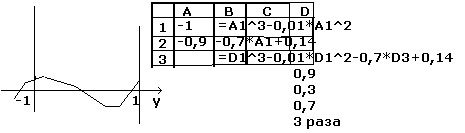 A B C D
1 -1 =A1^3-0,01*A1^2
2 -0,9 -0,7*A1+0,14
3 =D1^3-0,01*D1^2-0,7*D3+0,14
-1 1 y
0,9
0,3
0,7
3 раза